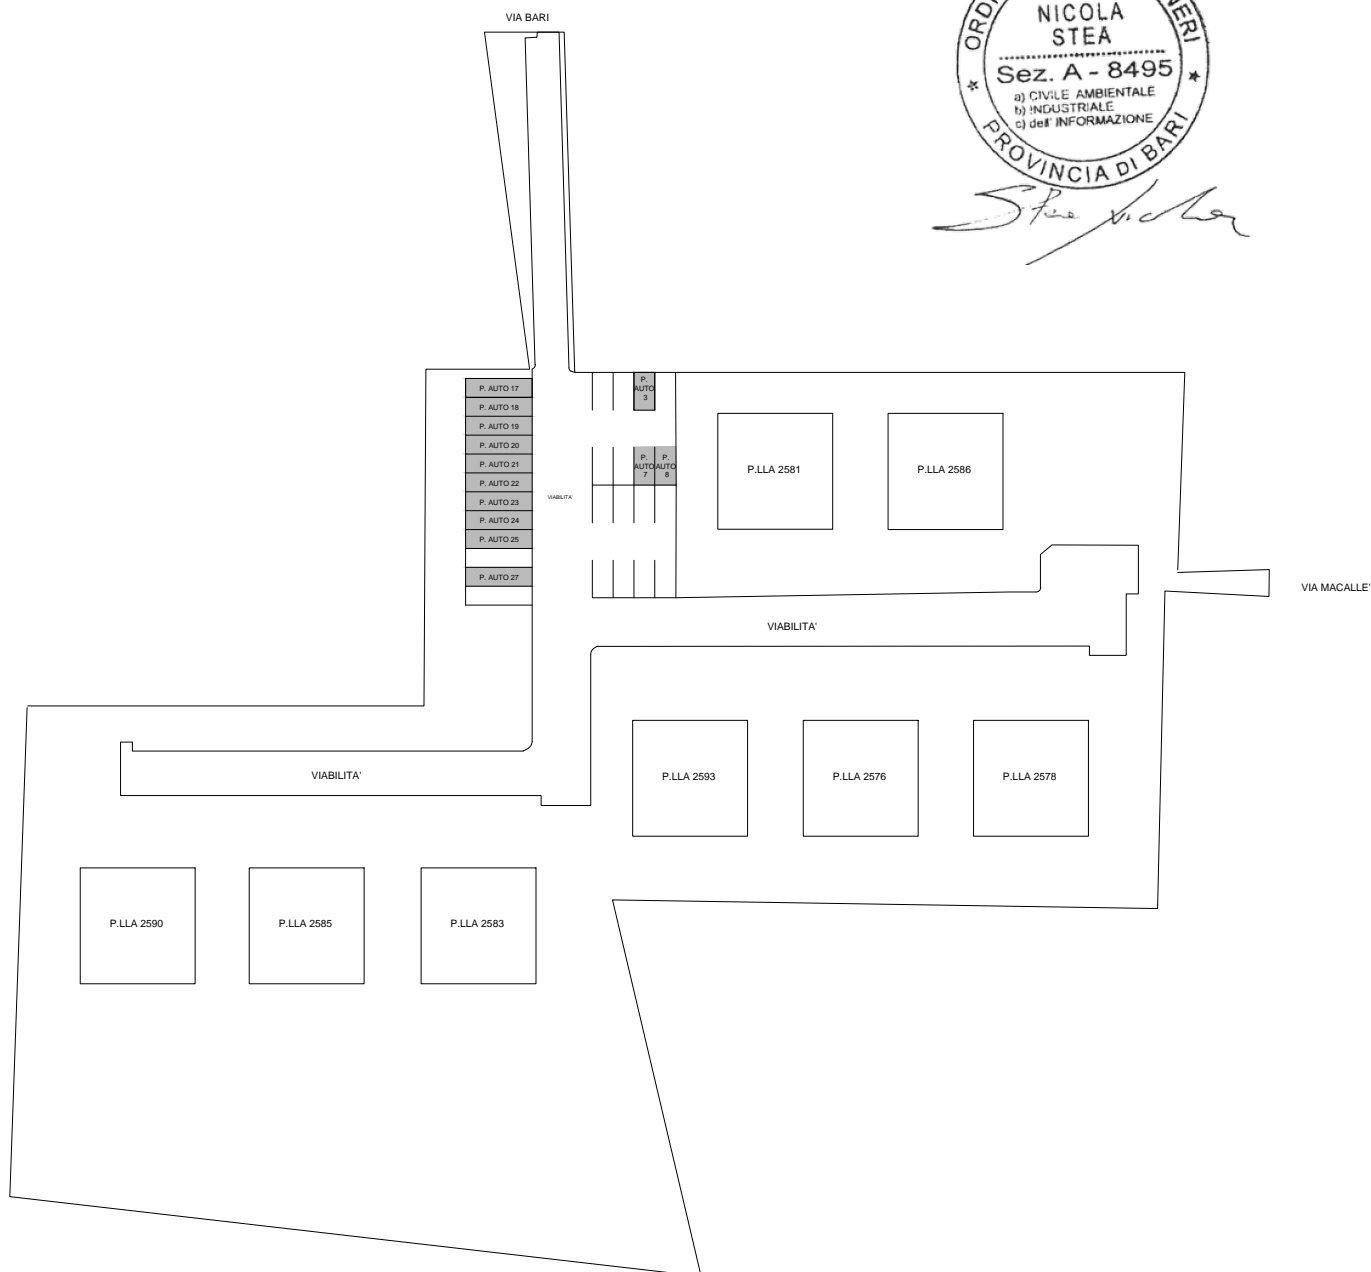 VIA BARI
NICOLA
STEA
Sez. A - 8495
a) CIVILE AMBIENTALE
b) INDUSTRIALE
c) dell' INFORMAZIONE
PROVINCIA DI BARI
P. AUTO 17
P. AUTO 18
P. AUTO 19
P. AUTO 20
P. AUTO 21
P. AUTO 22
P. AUTO 23
P. AUTO 24
P. AUTO 25
P. AUTO 27
P.
AUTO
3
P.
AUTO
7
P.
AUTO
8
VIABILITA'
P.LLA 2581
P.LLA 2586
VIA MACALLE'
VIABILITA'
VIABILITA'
P.LLA 2593
P.LLA 2576
P.LLA 2578
P.LLA 2590
P.LLA 2585
P.LLA 2583